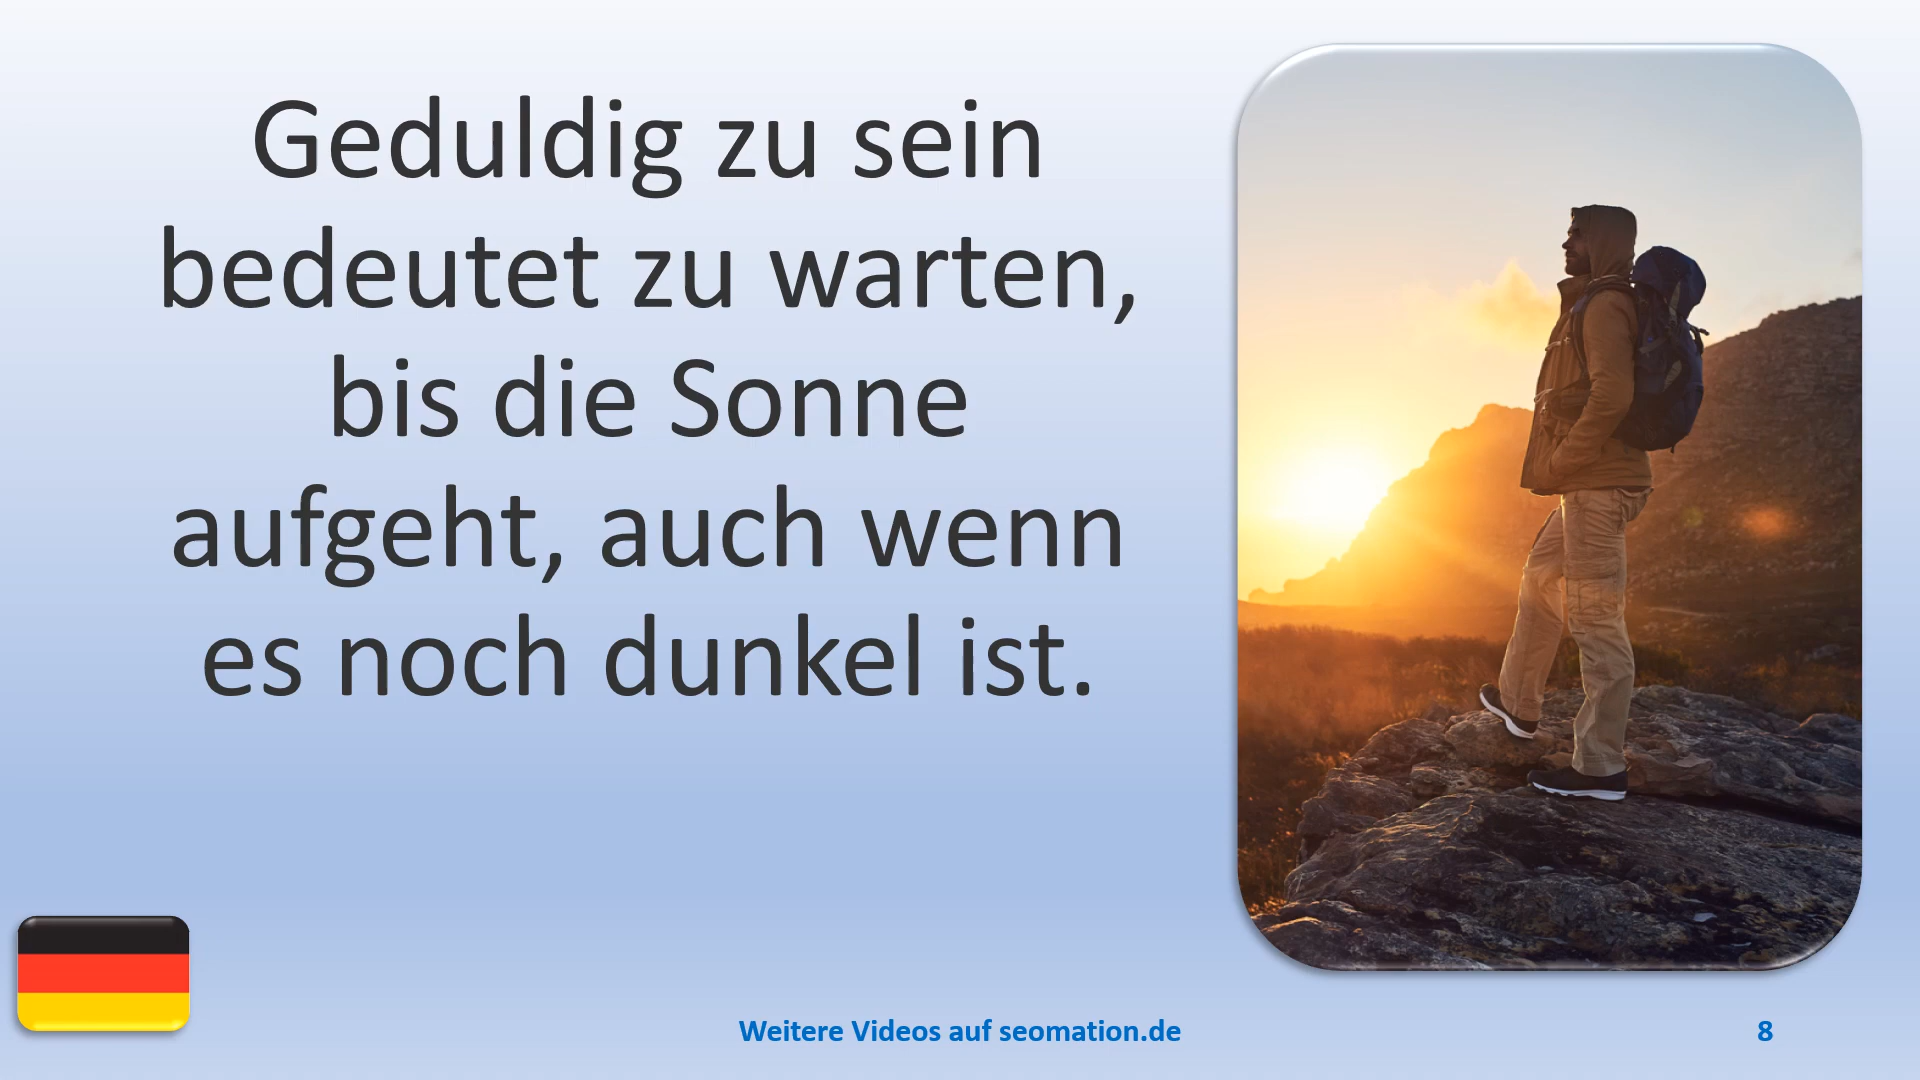 Geduldig zu sein
bedeutet zu warten,
bis die Sonne
aufgeht, auch wenn
es noch dunkel ist.
Weitere Videos auf seomation.de
8